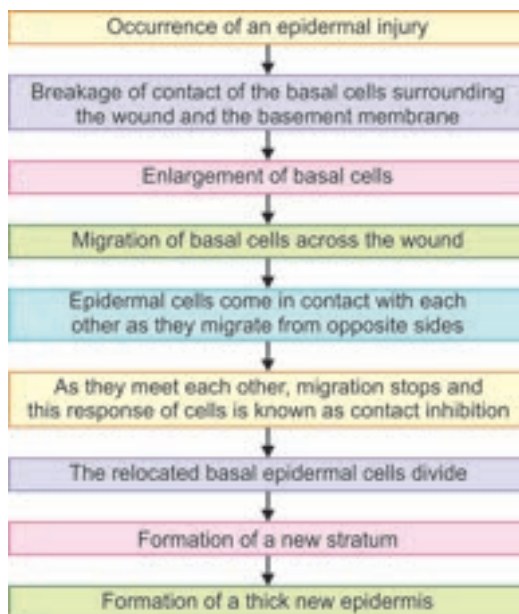 Occurrence of an epidermal injury
Breakage of contact of the basal cells surrounding
the wound and the basement membrane
Enlargement of basal cells
Migration of basal cells across the wound
Epidermal cells come in contact with each
other as they migrate from opposite sides
As they meet each other, migration stops and
this response of cells is known as contact inhibition
The relocated basal epidermal cells divide
Formation of a new stratum
Formation of a thick new epidermis